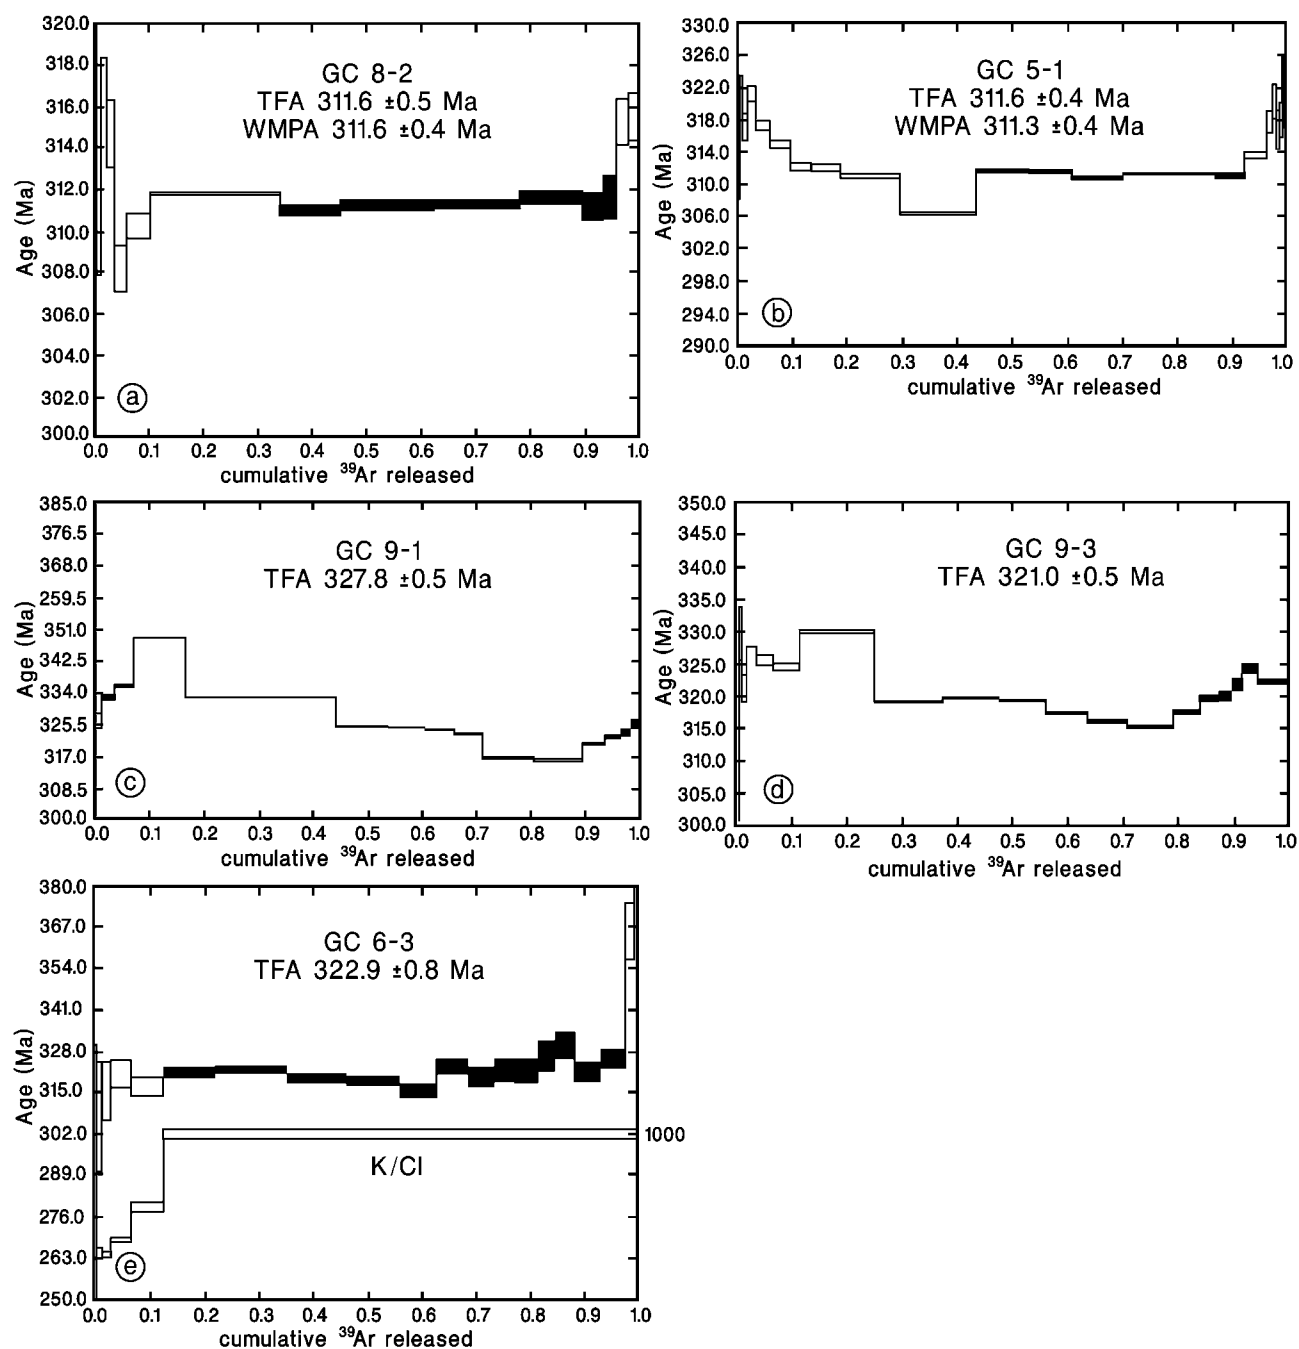 320.0
318.0
316.0
314.0
312.0
310.0
308.0
306.0
304.0
302.0
300.0
Age (Ma)
GC 8-2
TFA 311.6 ±0.5 Ma
WMPA 311.6 ±0.4 Ma
a
0.0 0.1 0.2 0.3 0.4 0.5 0.6 0.7 0.8 0.9 1.0
cumulative ³⁹Ar released
330.0
326.0
322.0
318.0
314.0
310.0
306.0
302.0
298.0
294.0
290.0
Age (Ma)
GC 5-1
TFA 311.6 ±0.4 Ma
WMPA 311.3 ±0.4 Ma
b
0.0 0.1 0.2 0.3 0.4 0.5 0.6 0.7 0.8 0.9 1.0
cumulative ³⁹Ar released
385.0
376.5
368.0
259.5
351.0
342.5
334.0
325.5
317.0
308.5
300.0
Age (Ma)
GC 9-1
TFA 327.8 ±0.5 Ma
c
0.0 0.1 0.2 0.3 0.4 0.5 0.6 0.7 0.8 0.9 1.0
cumulative ³⁹Ar released
350.0
345.0
340.0
335.0
330.0
325.0
320.0
315.0
310.0
305.0
300.0
Age (Ma)
GC 9-3
TFA 321.0 ±0.5 Ma
d
0.0 0.1 0.2 0.3 0.4 0.5 0.6 0.7 0.8 0.9 1.0
cumulative ³⁹Ar released
380.0
367.0
354.0
341.0
328.0
315.0
302.0
289.0
276.0
263.0
250.0
Age (Ma)
GC 6-3
TFA 322.9 ±0.8 Ma
1000
K/Cl
e
0.0 0.1 0.2 0.3 0.4 0.5 0.6 0.7 0.8 0.9 1.0
cumulative ³⁹Ar released